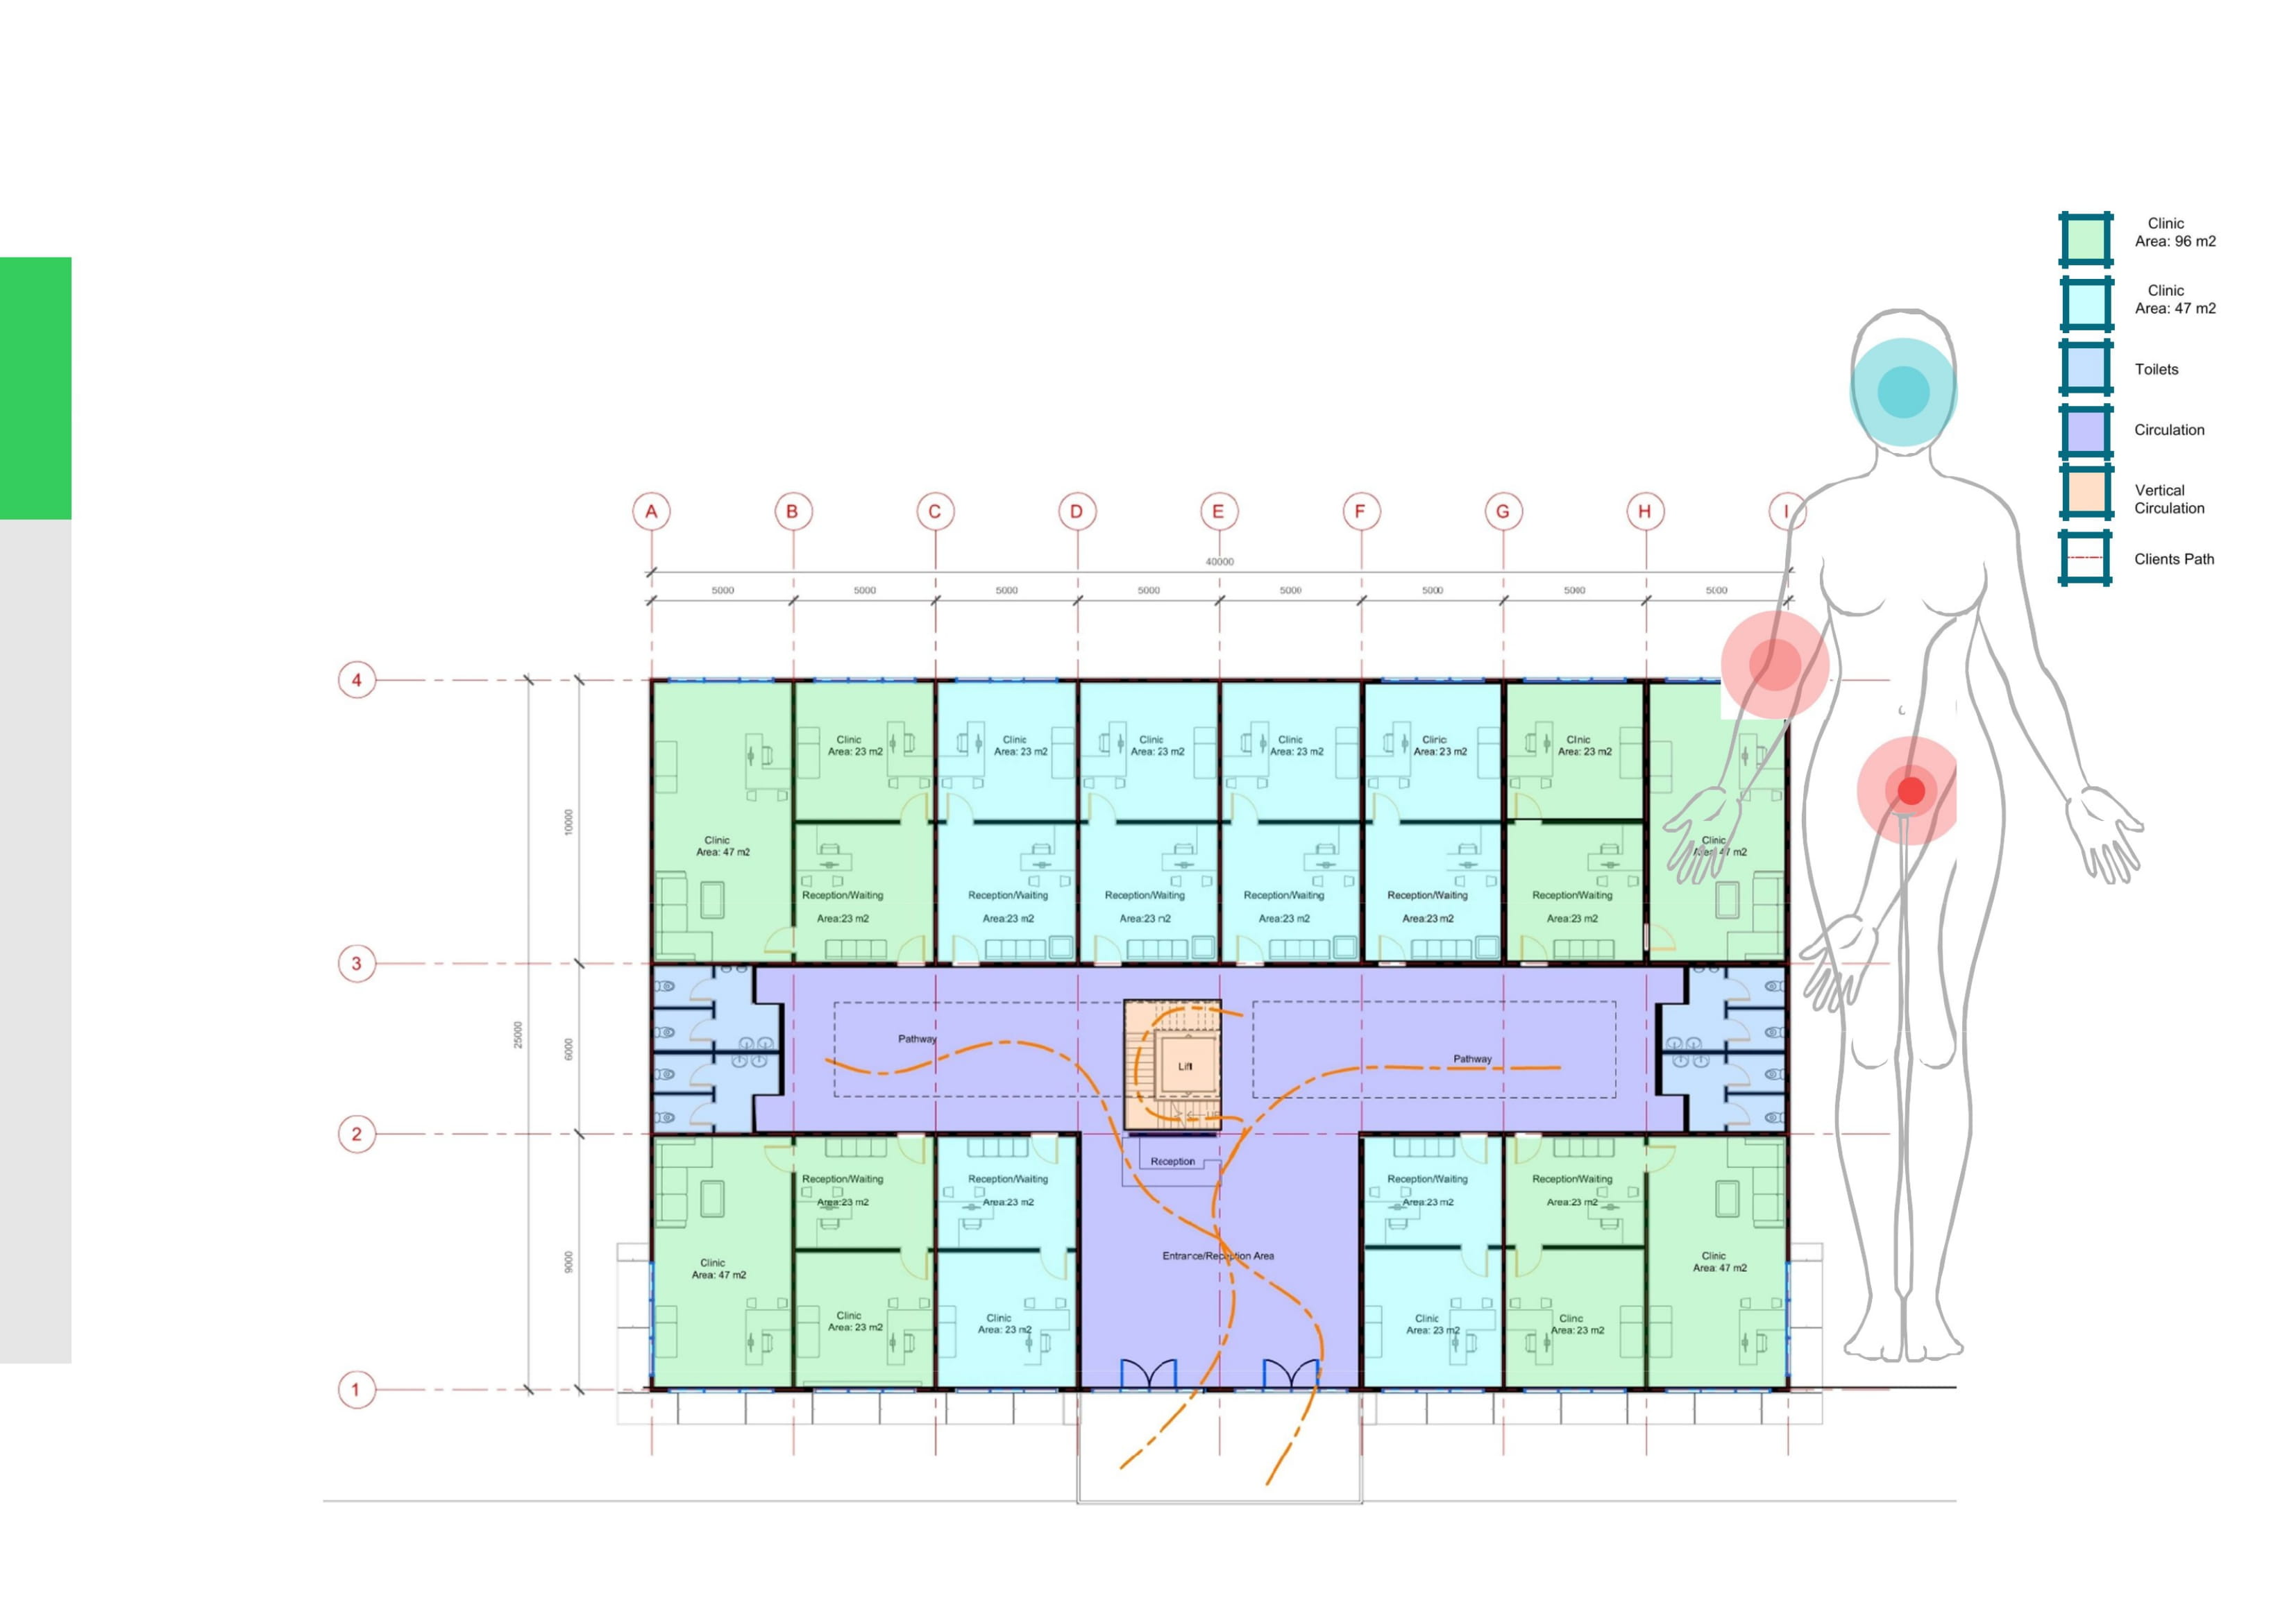 Clinic
Area: 96 m2
Clinic
Area: 47 m2
Toilets
Circulation
Vertical
Circulation
Clients Path
A B C D E F G H I
40000
5000 5000 5000 5000 5000 5000 5000 5000
4
Clinic
Area: 23 m2
Clinic
Area: 23 m2
Clinic
Area: 23 m2
Clinic
Area: 23 m2
Clinic
Area: 23 m2
Clinic
Area: 23 m2
10000
Clinic
Area: 47 m2
Clinic
Area: 47 m2
Reception/Waiting
Area:23 m2
Reception/Waiting
Area:23 m2
Reception/Waiting
Area:23 m2
Reception/Waiting
Area:23 m2
Reception/Waiting
Area:23 m2
Reception/Waiting
Area:23 m2
3
25000
6000
Pathway
Lift
Pathway
2
Reception
Reception/Waiting
Area:23 m2
Reception/Waiting
Area:23 m2
Reception/Waiting
Area:23 m2
Reception/Waiting
Area:23 m2
9000
Entrance/Reception Area
Clinic
Area: 47 m2
Clinic
Area: 47 m2
Clinic
Area: 23 m2
Clinic
Area: 23 m2
Clinic
Area: 23 m2
Clinic
Area: 23 m2
1